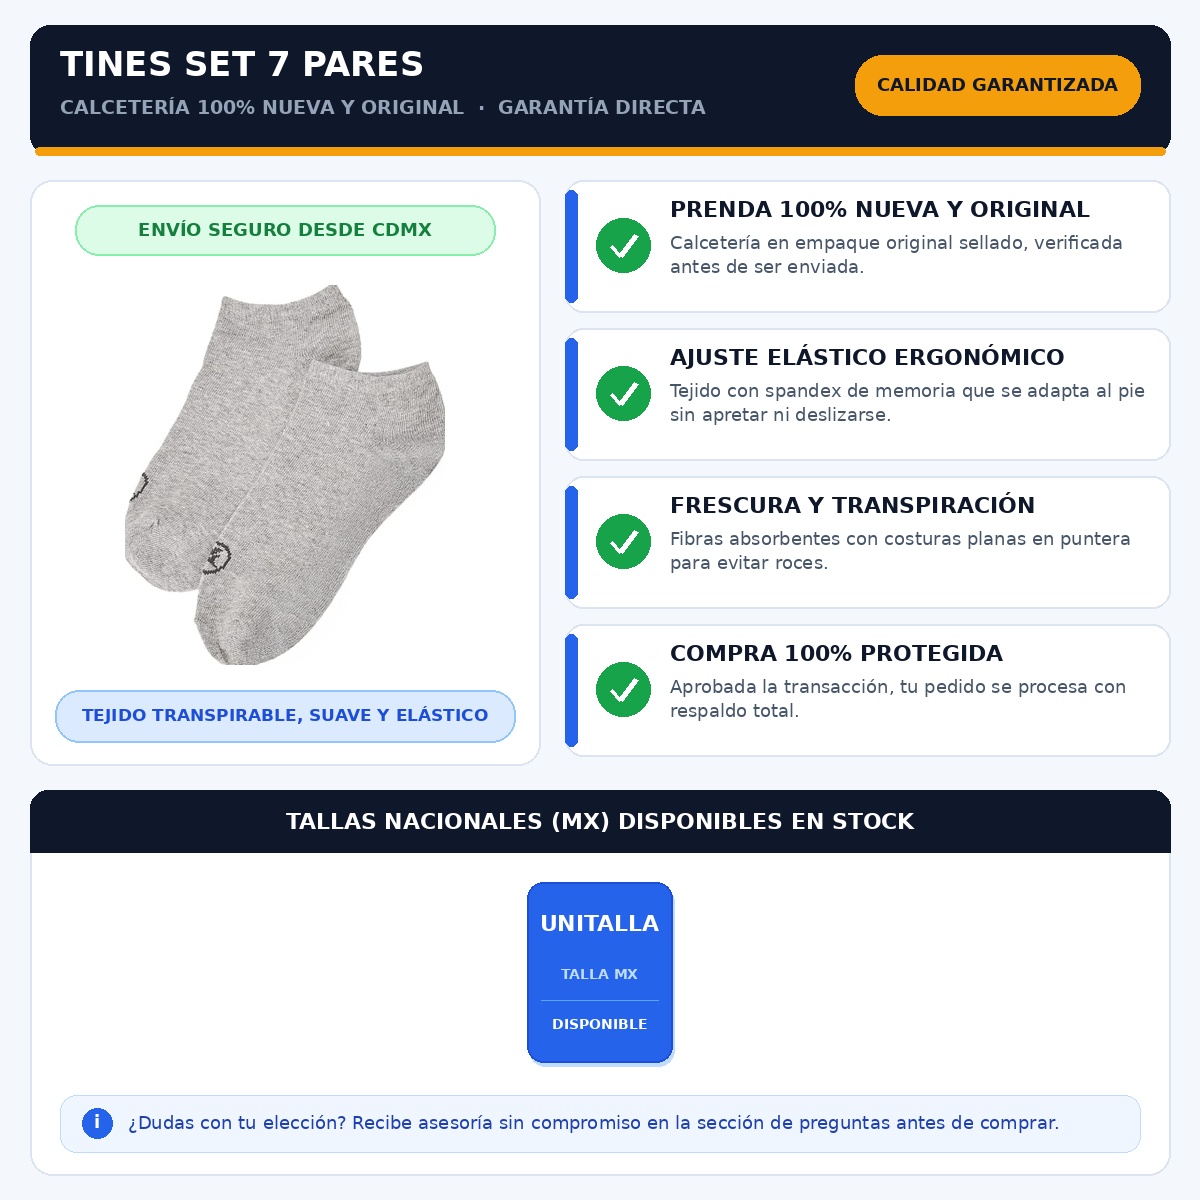 TINES SET 7 PARES
CALCETERÍA 100% NUEVA Y ORIGINAL · GARANTÍA DIRECTA
CALIDAD GARANTIZADA
ENVÍO SEGURO DESDE CDMX
TEJIDO TRANSPIRABLE, SUAVE Y ELÁSTICO
PRENDA 100% NUEVA Y ORIGINAL
Calcetería en empaque original sellado, verificada
antes de ser enviada.
AJUSTE ELÁSTICO ERGONÓMICO
Tejido con spandex de memoria que se adapta al pie
sin apretar ni deslizarse.
FRESCURA Y TRANSPIRACIÓN
Fibras absorbentes con costuras planas en puntera
para evitar roces.
COMPRA 100% PROTEGIDA
Aprobada la transacción, tu pedido se procesa con
respaldo total.
TALLAS NACIONALES (MX) DISPONIBLES EN STOCK
UNITALLA
TALLA MX
DISPONIBLE
i ¿Dudas con tu elección? Recibe asesoría sin compromiso en la sección de preguntas antes de comprar.